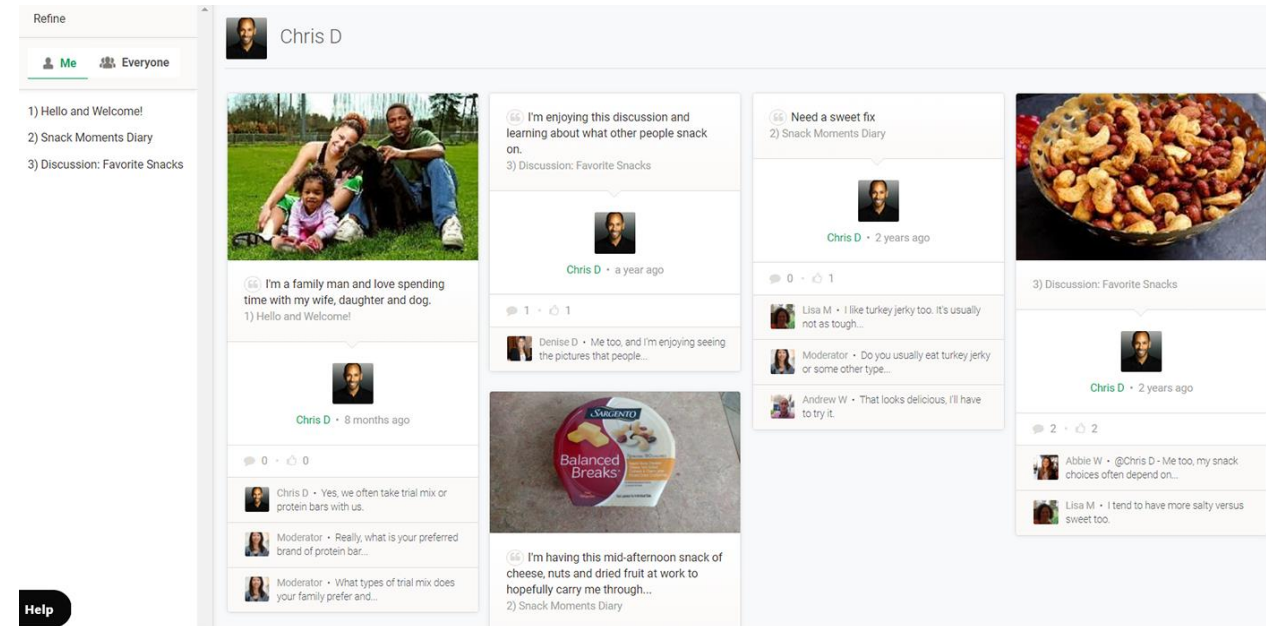 Refine
Me
Everyone
1) Hello and Welcome!
2) Snack Moments Diary
3) Discussion: Favorite Snacks
Chris D
I'm a family man and love spending
time with my wife, daughter and dog.
1) Hello and Welcome!
Chris D • 8 months ago
0 · 0
Chris D • Yes, we often take trial mix or
protein bars with us.
Moderator • Really, what is your preferred
brand of protein bar...
Moderator • What types of trial mix does
your family prefer and...
I'm enjoying this discussion and
learning about what other people snack
on.
3) Discussion: Favorite Snacks
Chris D • a year ago
1 · 1
Denise D • Me too, and I'm enjoying seeing
the pictures that people...
SARGENTO
Balanced
Breaks
I'm having this mid-afternoon snack of
cheese, nuts and dried fruit at work to
hopefully carry me through...
2) Snack Moments Diary
Need a sweet fix
2) Snack Moments Diary
Chris D • 2 years ago
0 · 1
Lisa M • I like turkey jerky too. It's usually
not as tough...
Moderator • Do you usually eat turkey jerky
or some other type...
Andrew W • That looks delicious, I'll have
to try it.
3) Discussion: Favorite Snacks
Chris D • 2 years ago
2 · 2
Abbie W • @Chris D - Me too, my snack
choices often depend on...
Lisa M • I tend to have more salty versus
sweet too.
Help